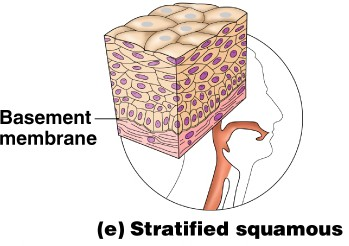 Basement
membrane
(e) Stratified squamous